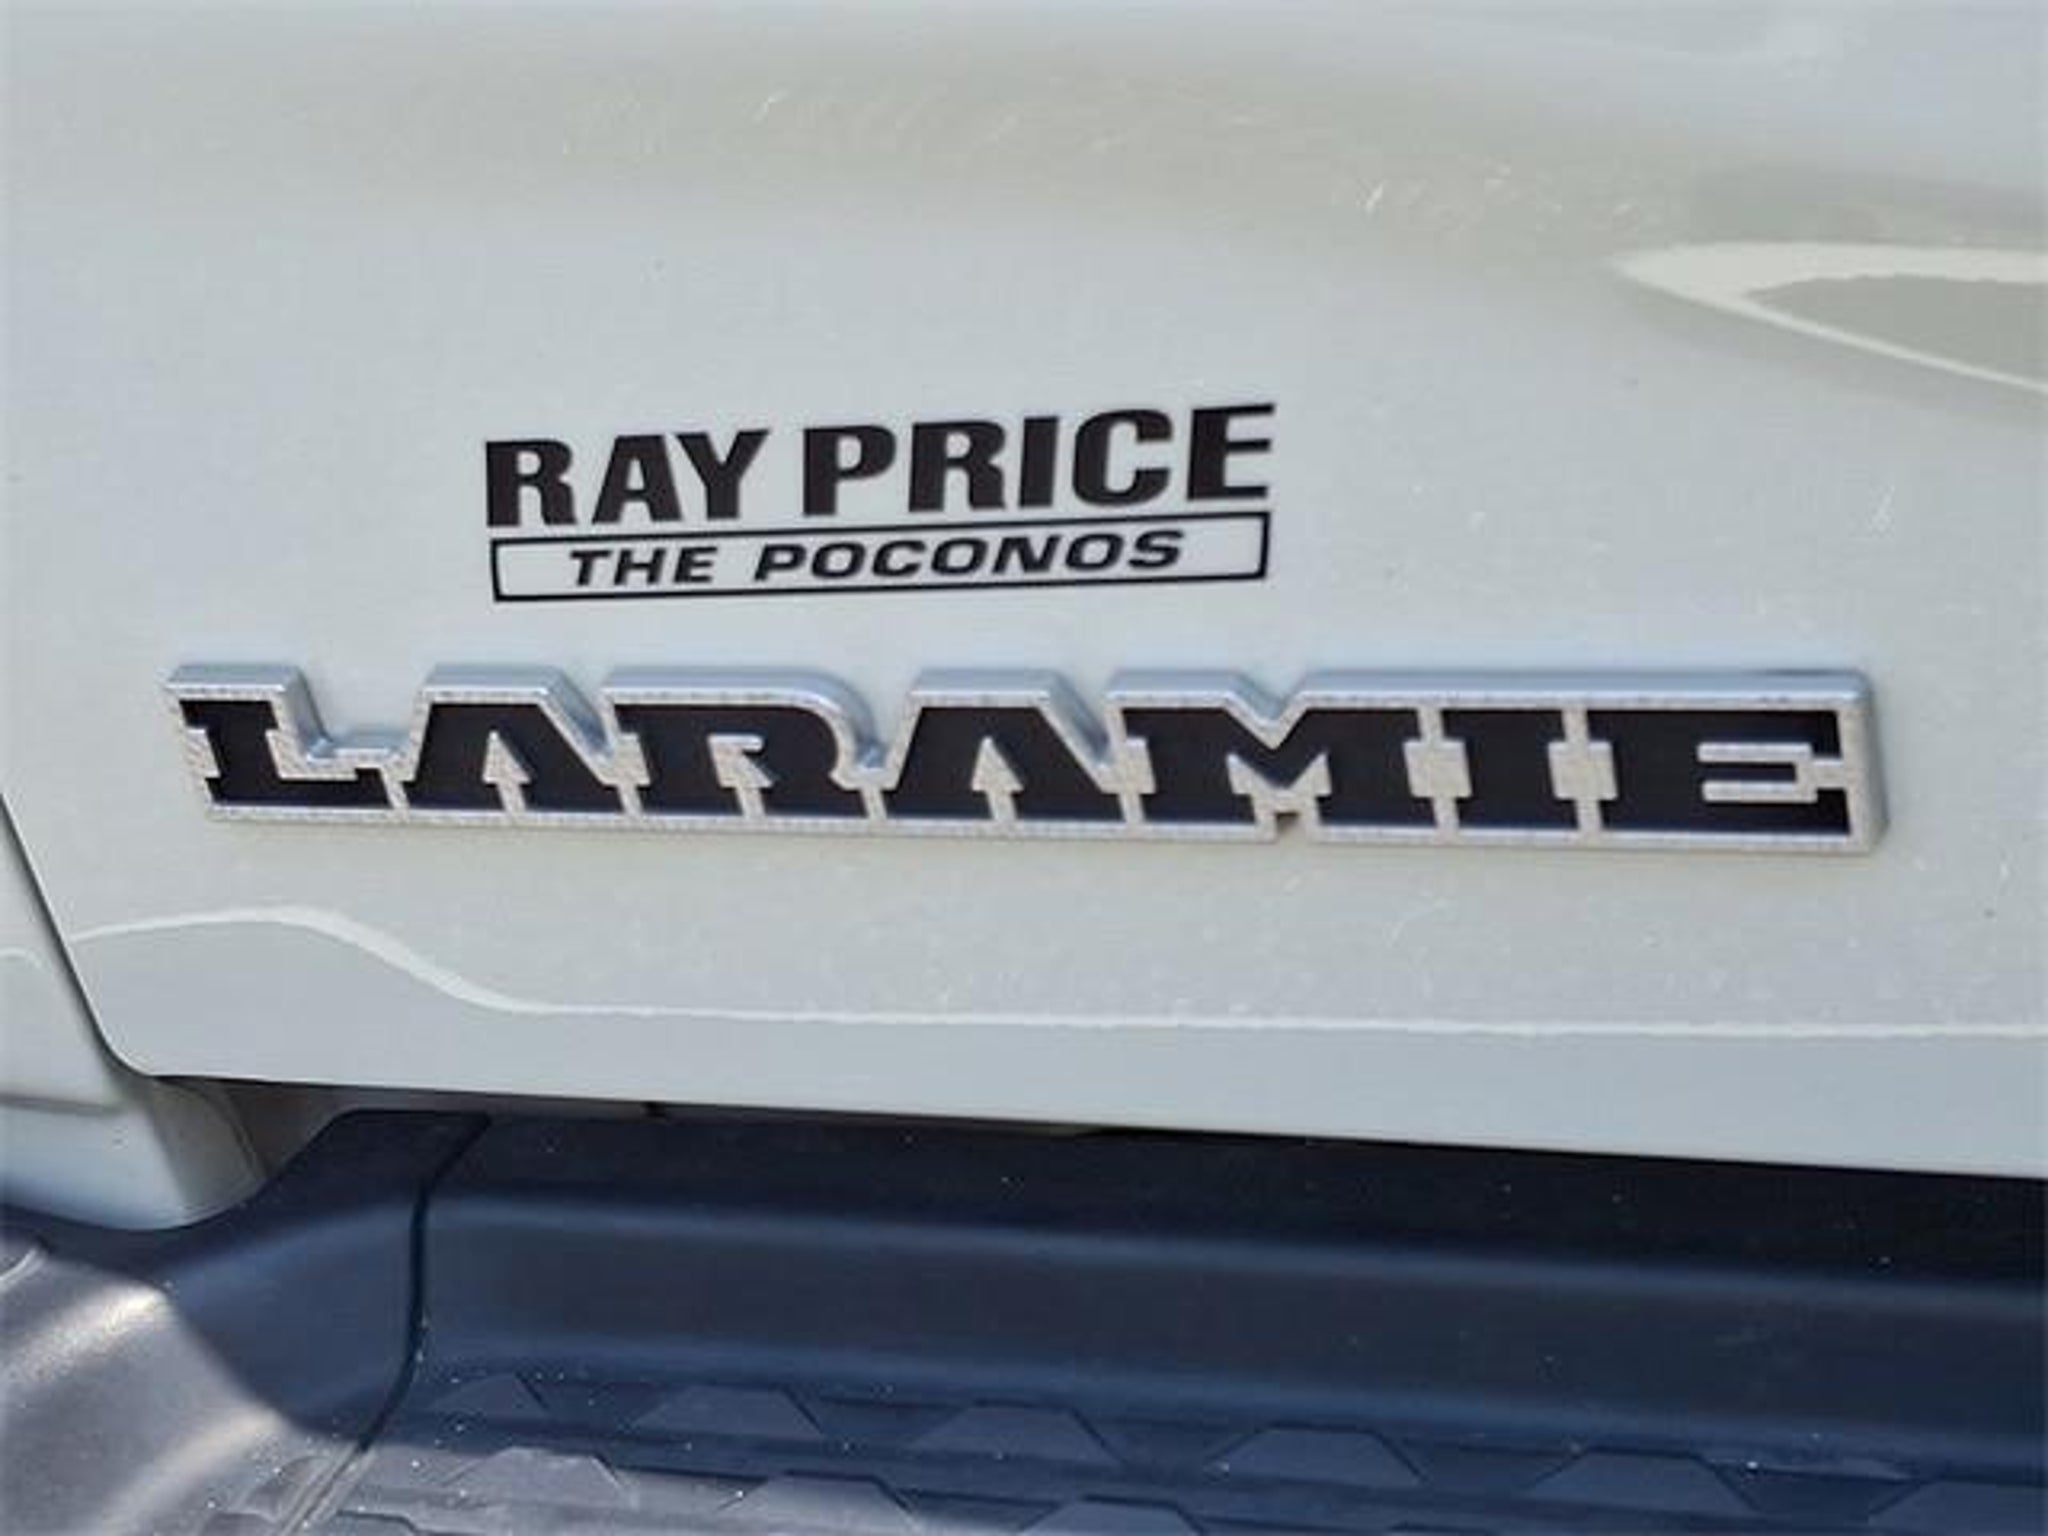 RAY PRICE
THE POCONOS
LARAMIE